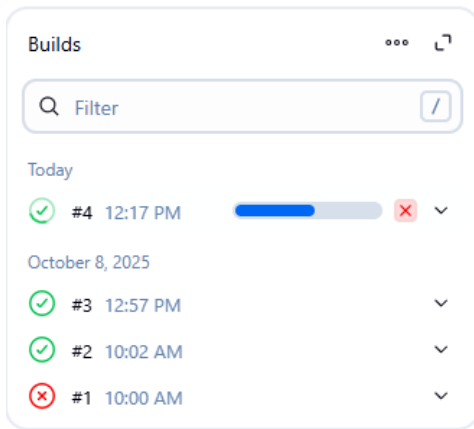 Builds
Filter /
Today
#4 12:17 PM
October 8, 2025
#3 12:57 PM
#2 10:02 AM
#1 10:00 AM